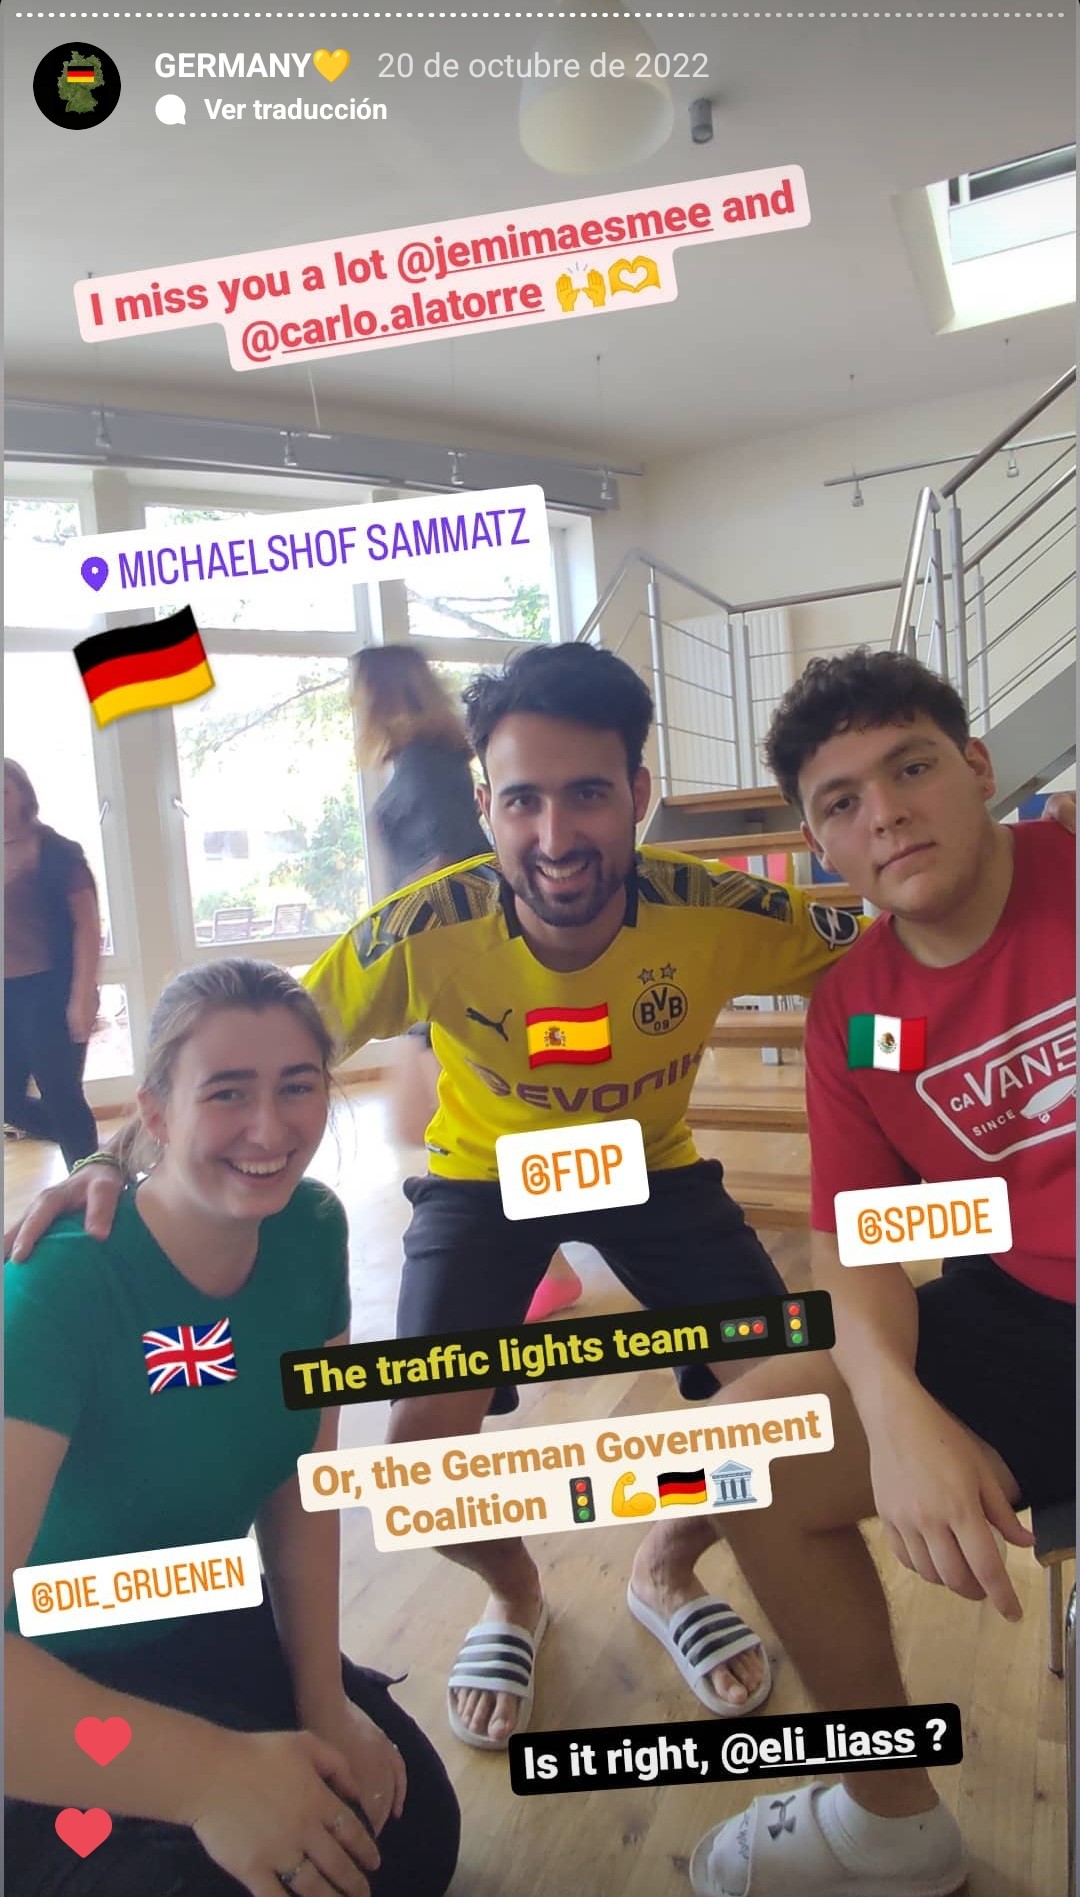 GERMANY💛 20 de octubre de 2022
Ver traducción
I miss you a lot @jemimaesmee and
@carlo.alatorre 🙌🫶
MICHAELSHOF SAMMATZ
BVB
09
EVONIK
VANS
SINCE
@FDP
@SPDDE
The traffic lights team 🚥🚦
Or, the German Government
Coalition 🚦💪🇩🇪🏛️
@DIE_GRUENEN
Is it right, @eli_liass ?